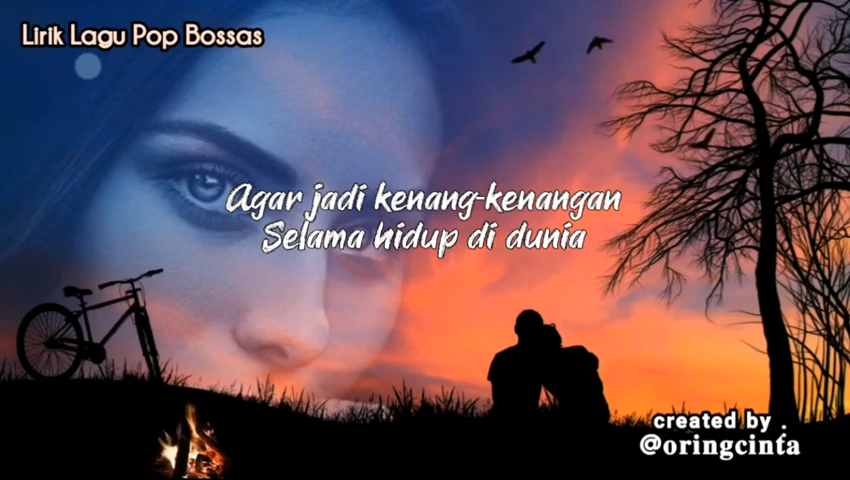 Lirik Lagu Pop Bossas
Agar jadi kenang-kenangan
Selama hidup di dunia
created by .
@oringcinta